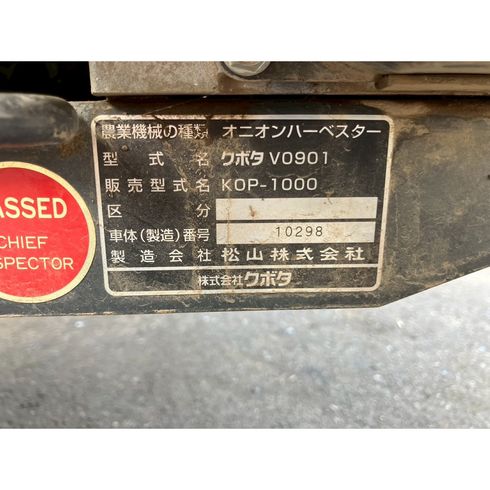 農業機械の種類 オニオンハーベスター
型式名 クボタ V0901
販売型式名 KOP-1000
区分
車体(製造)番号 10298
製造会社 松山株式会社
株式会社クボタ
ASSED
CHIEF
SPECTOR